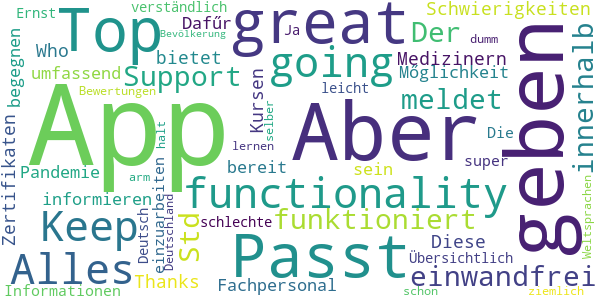 Ernst
verständlich
Schwierigkeiten
Bevölkerung
Dafür
Ja
dumm
Top
great
Der
Who
begegnen
bietet
Medizinern
geben
umfassend
Support
going
Möglichkeit
innerhalb
Bewertungen
Kursen
leicht
meldet
App
Aber
Zertifikaten
halt
selber
lernen
Die
super
Pandemie
arm
bereit
sein
Weltsprachen
informieren
einzuarbeiten
functionality
Keep
Deutsch
Deutschland
Std
schlechte
funktioniert
Alles
Passt
Diese
Übersichtlich
einwandfrei
Thanks
Fachpersonal
Informationen
schon
ziemlich